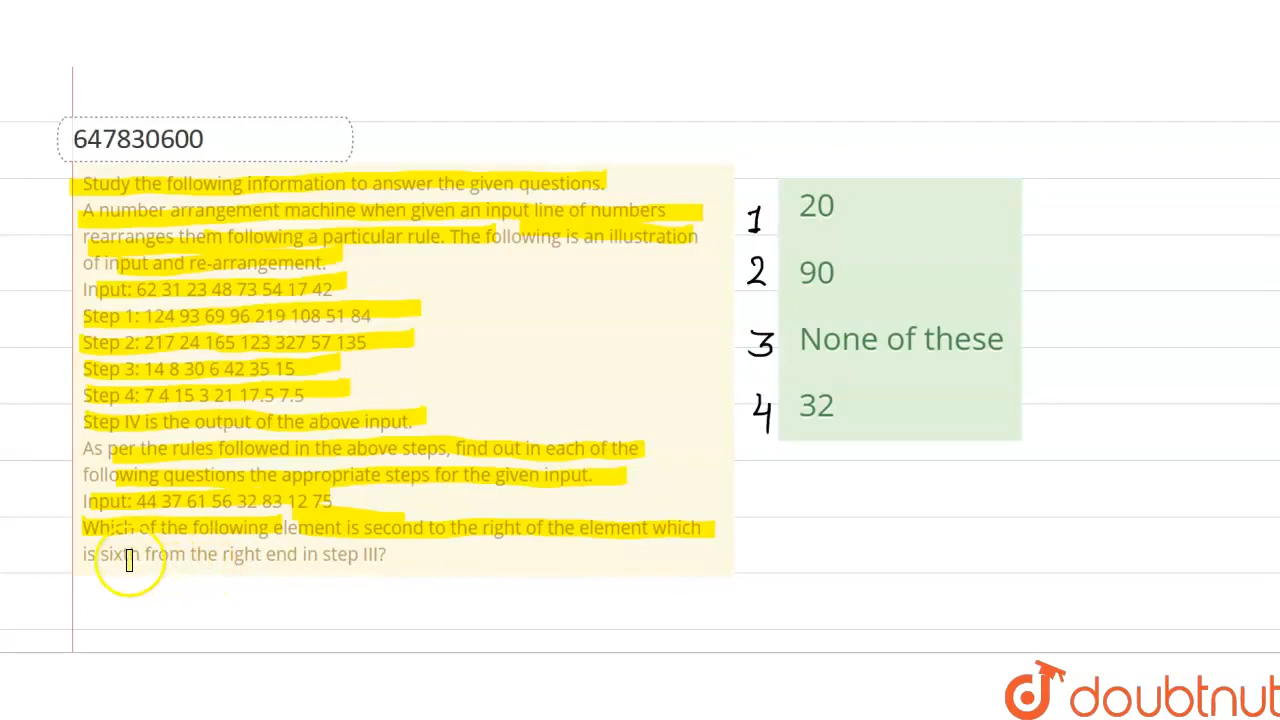 647830600
Study the following information to answer the given questions.
A number arrangement machine when given an input line of numbers
rearranges them following a particular rule. The following is an illustration
of input and re-arrangement.
Input: 62 31 23 48 73 54 17 42
Step 1: 124 93 69 96 219 108 51 84
Step 2: 217 24 165 123 327 57 135
Step 3: 14 8 30 6 42 35 15
Step 4: 7 4 15 3 21 17.5 7.5
Step IV is the output of the above input.
As per the rules followed in the above steps, find out in each of the
following questions the appropriate steps for the given input.
Input: 44 37 61 56 32 83 12 75
Which of the following element is second to the right of the element which
is sixth from the right end in step III?
1 20
2 90
3 None of these
4 32
doubtnut